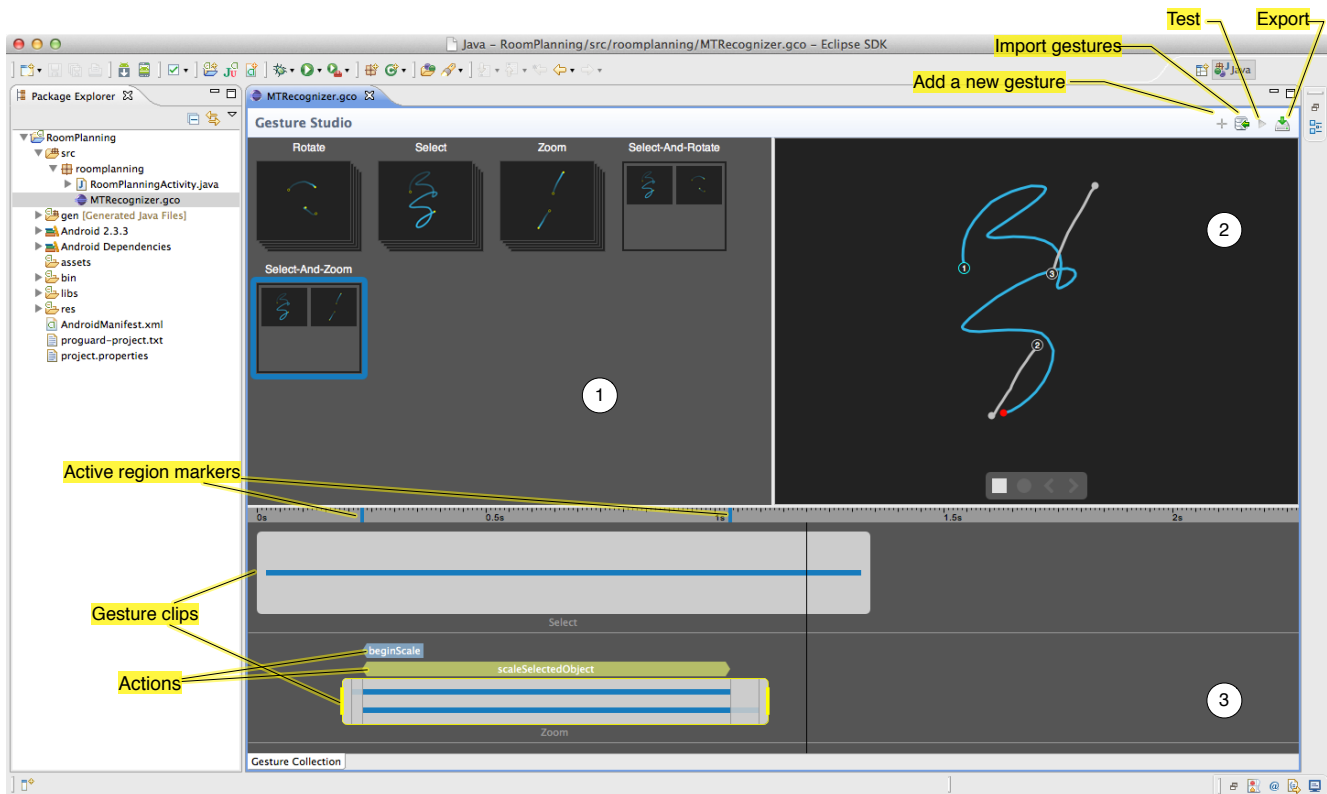 Test
Export
Java – RoomPlanning/src/roomplanning/MTRecognizer.gco – Eclipse SDK
Import gestures
Add a new gesture
Java
Package Explorer
MTRecognizer.gco
Gesture Studio
RoomPlanning
src
roomplanning
RoomPlanningActivity.java
MTRecognizer.gco
gen [Generated Java Files]
Android 2.3.3
Android Dependencies
assets
bin
libs
res
AndroidManifest.xml
proguard-project.txt
project.properties
Rotate
Select
Zoom
Select-And-Rotate
Select-And-Zoom
1
2
1
3
2
Active region markers
0s
0.5s
1s
1.5s
2s
Gesture clips
Select
beginScale
scaleSelectedObject
Actions
Zoom
3
Gesture Collection